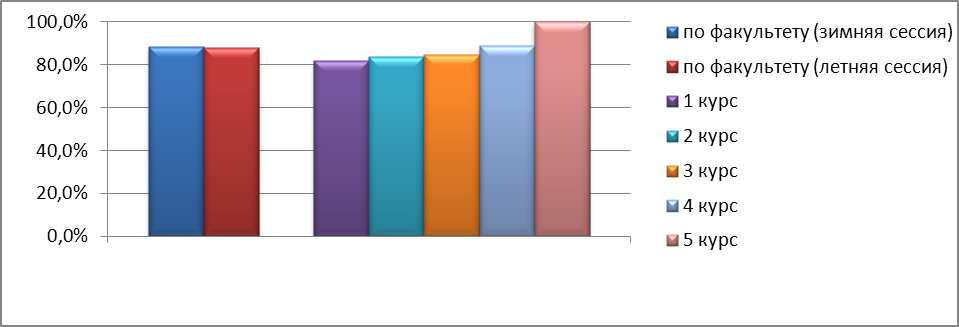 100,0%
80,0%
60,0%
40,0%
20,0%
0,0%
по факультету (зимняя сессия)
по факультету (летняя сессия)
1 курс
2 курс
3 курс
4 курс
5 курс